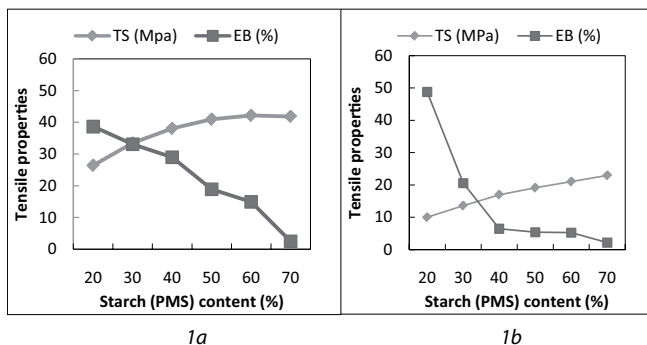 TS (Mpa) EB (%)
60
50
40
30
20
10
0
Tensile properties
20 30 40 50 60 70
Starch (PMS) content (%)
1a
TS (MPa) EB (%)
60
50
40
30
20
10
0
Tensile properties
20 30 40 50 60 70
Starch (PMS) content (%)
1b